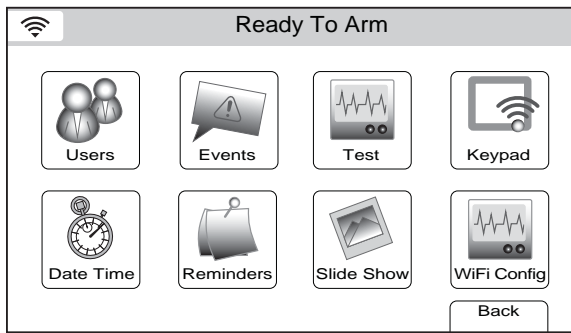 Ready To Arm
Users
Events
Test
Keypad
Date Time
Reminders
Slide Show
WiFi Config
Back